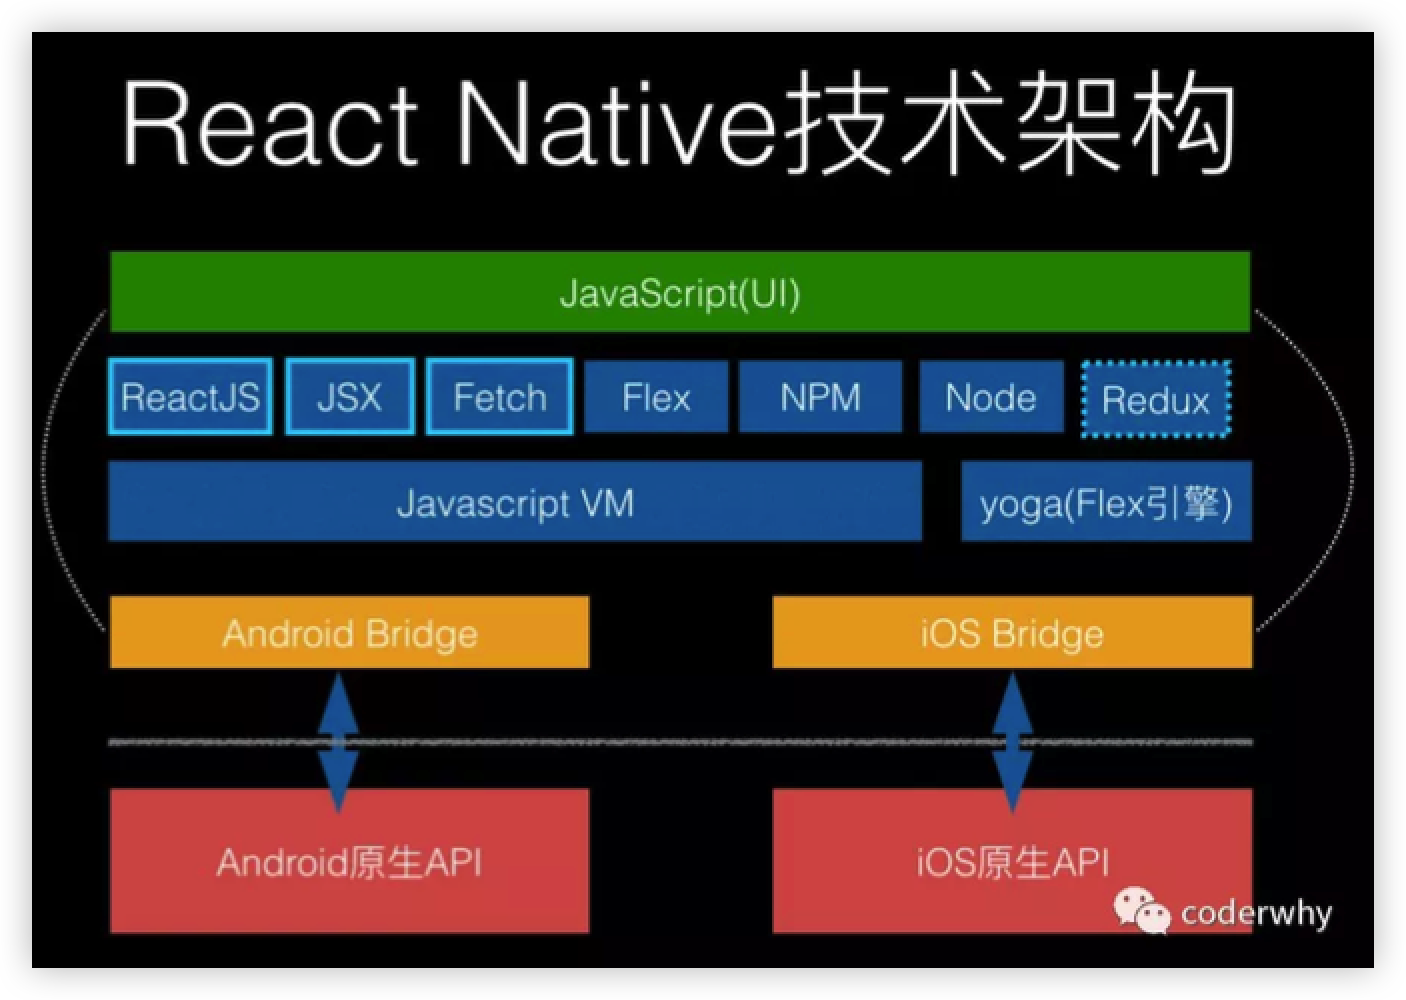 React Native技术架构
JavaScript(UI)
ReactJS JSX Fetch Flex NPM Node Redux
Javascript VM yoga(Flex引擎)
Android Bridge iOS Bridge
Android原生API iOS原生API
coderwhy